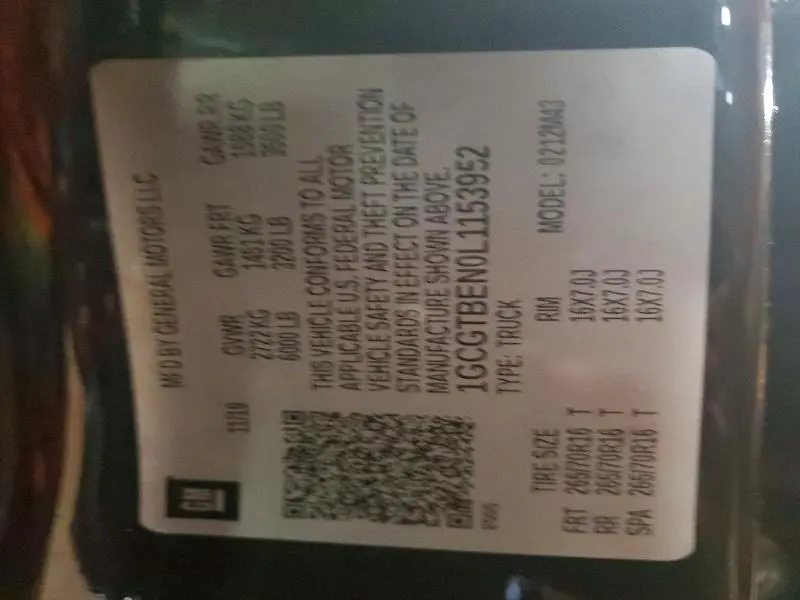 GM
MFD BY GENERAL MOTORS LLC
11/19
GVWR GAWR FRT GAWR RR
2722 KG 1451 KG 1588 KG
6000 LB 3200 LB 3500 LB
THIS VEHICLE CONFORMS TO ALL
APPLICABLE U.S. FEDERAL MOTOR
VEHICLE SAFETY AND THEFT PREVENTION
STANDARDS IN EFFECT ON THE DATE OF
MANUFACTURE SHOWN ABOVE.
1GCGTBEN0L1153952
TYPE: TRUCK
MODEL: 0212MA3
TIRE SIZE RIM
FRT 265/70R16 T 16X7.0J
RR 265/70R16 T 16X7.0J
SPA 265/70R16 T 16X7.0J